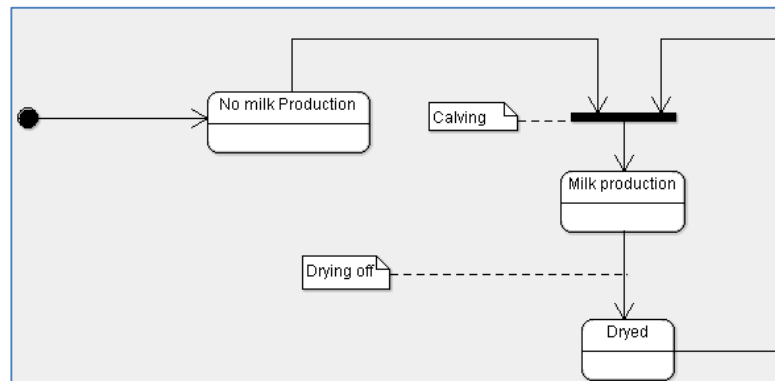 No milk Production
Calving
Milk production
Drying off
Dryed